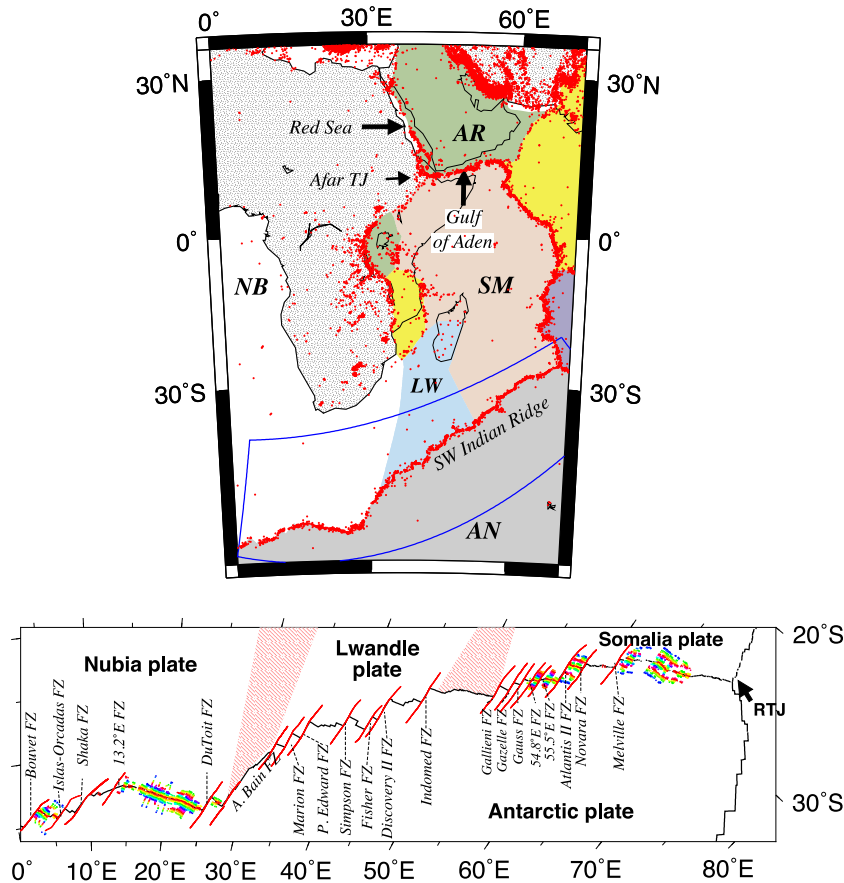 0˚
30˚E
60˚E
30˚N
30˚N
Red Sea
AR
Afar TJ
Gulf
of Aden
0˚
0˚
NB
SM
30˚S
30˚S
LW
SW Indian Ridge
AN
20˚S
Nubia plate
Lwandle
plate
Somalia plate
RTJ
Bouvet FZ
Islas-Orcadas FZ
Shaka FZ
13.2˚E FZ
DuToit FZ
A. Bain F
Marion FZ
P. Edward FZ
Simpson FZ
Fisher FZ
Discovery II FZ
Indomed FZ
Gallieni FZ
Gazelle FZ
Gauss FZ
54.8˚E FZ
55.5˚E FZ
Atlantis II FZ
Novara FZ
Melville FZ
Antarctic plate
30˚S
0˚
10˚E
20˚E
30˚E
40˚E
50˚E
60˚E
70˚E
80˚E